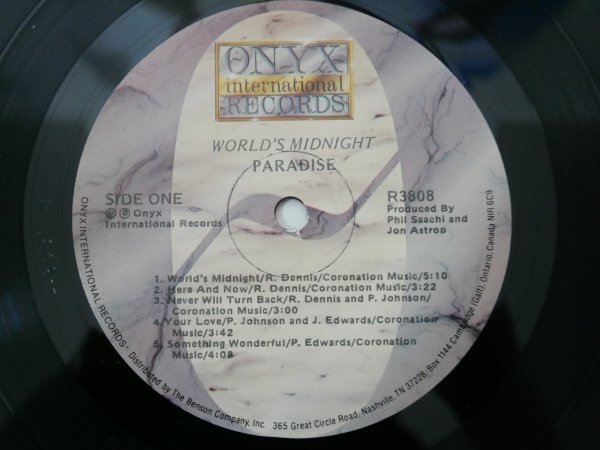 ONYX
international
RECORDS
WORLD'S MIDNIGHT
PARADISE
SIDE ONE
℗ © Onyx
International Records
R3808
Produced By
Phil Saachi and
Jon Astrop
1. World's Midnight/R. Dennis/Coronation Music/5:10
2. Here And Now/R. Dennis/Coronation Music/3:22
3. Never Will Turn Back/R. Dennis and P. Johnson/
Coronation Music/3:00
4. Your Love/P. Johnson and J. Edwards/Coronation
Music/3:42
5. Something Wonderful/P. Edwards/Coronation
Music/4:08
ONYX INTERNATIONAL RECORDS. Distributed by The Benson Company, Inc. 365 Great Circle Road, Nashville, TN 37228, Box 1144 Cambridge (Galt), Ontario, Canada NIR 6C9